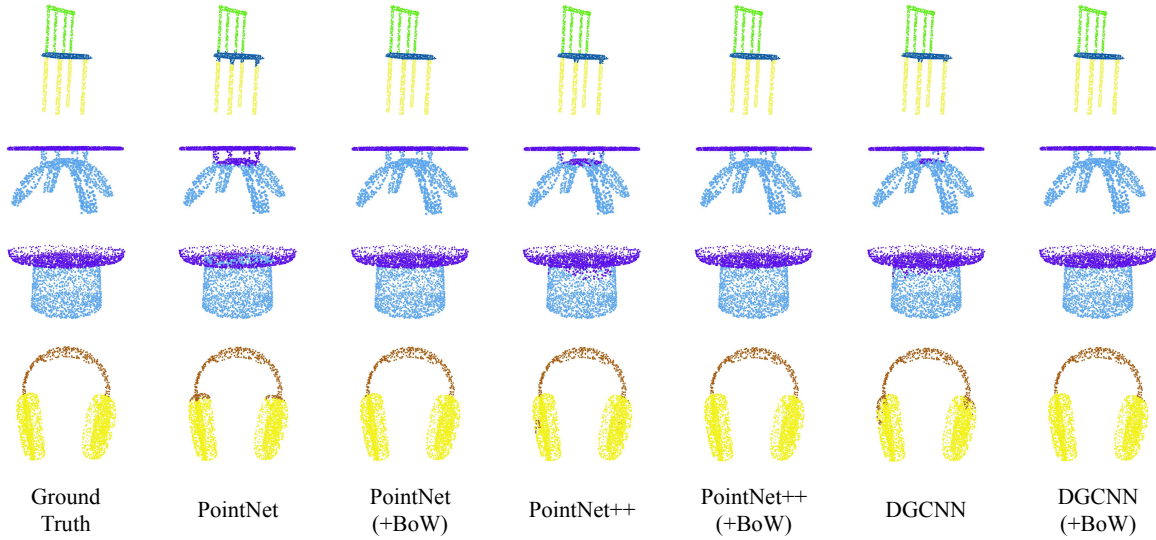 Ground
Truth
PointNet
PointNet
(+BoW)
PointNet++
PointNet++
(+BoW)
DGCNN
DGCNN
(+BoW)